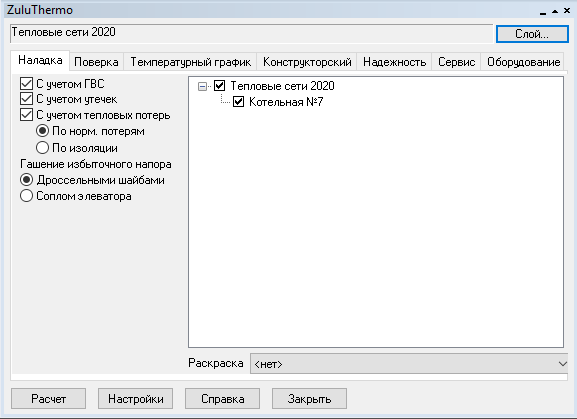 ZuluThermo
Тепловые сети 2020
Слой...
Наладка Поверка Температурный график Конструкторский Надежность Сервис Оборудование
С учетом ГВС
С учетом утечек
С учетом тепловых потерь
По норм. потерям
По изоляции
Гашение избыточного напора
Дроссельными шайбами
Соплом элеватора
Тепловые сети 2020
Котельная №7
Раскраска <нет>
Расчет Настройки Справка Закрыть